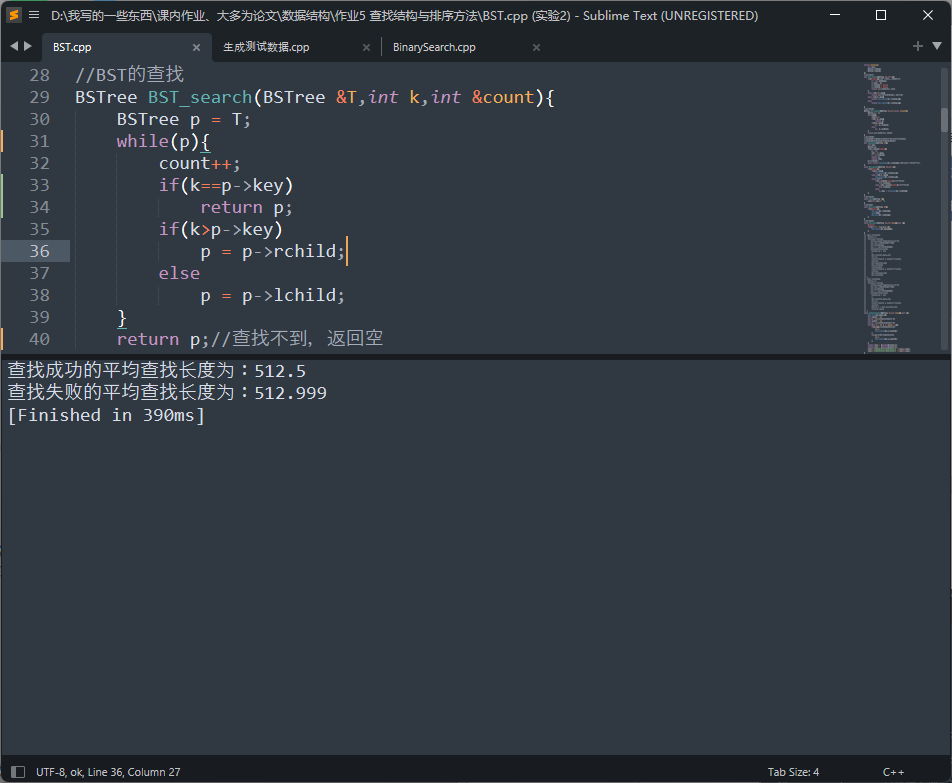 D:\我写的一些东西\课内作业、大多为论文\数据结构\作业5 查找结构与排序方法\BST.cpp (实验2) - Sublime Text (UNREGISTERED)
BST.cpp 生成测试数据.cpp BinarySearch.cpp
28 //BST的查找
29 BSTree BST_search(BSTree &T,int k,int &count){
30 BSTree p = T;
31 while(p){
32 count++;
33 if(k==p->key)
34 return p;
35 if(k>p->key)
36 p = p->rchild;
37 else
38 p = p->lchild;
39 }
40 return p;//查找不到，返回空
查找成功的平均查找长度为：512.5
查找失败的平均查找长度为：512.999
[Finished in 390ms]
UTF-8, ok, Line 36, Column 27 Tab Size: 4 C++